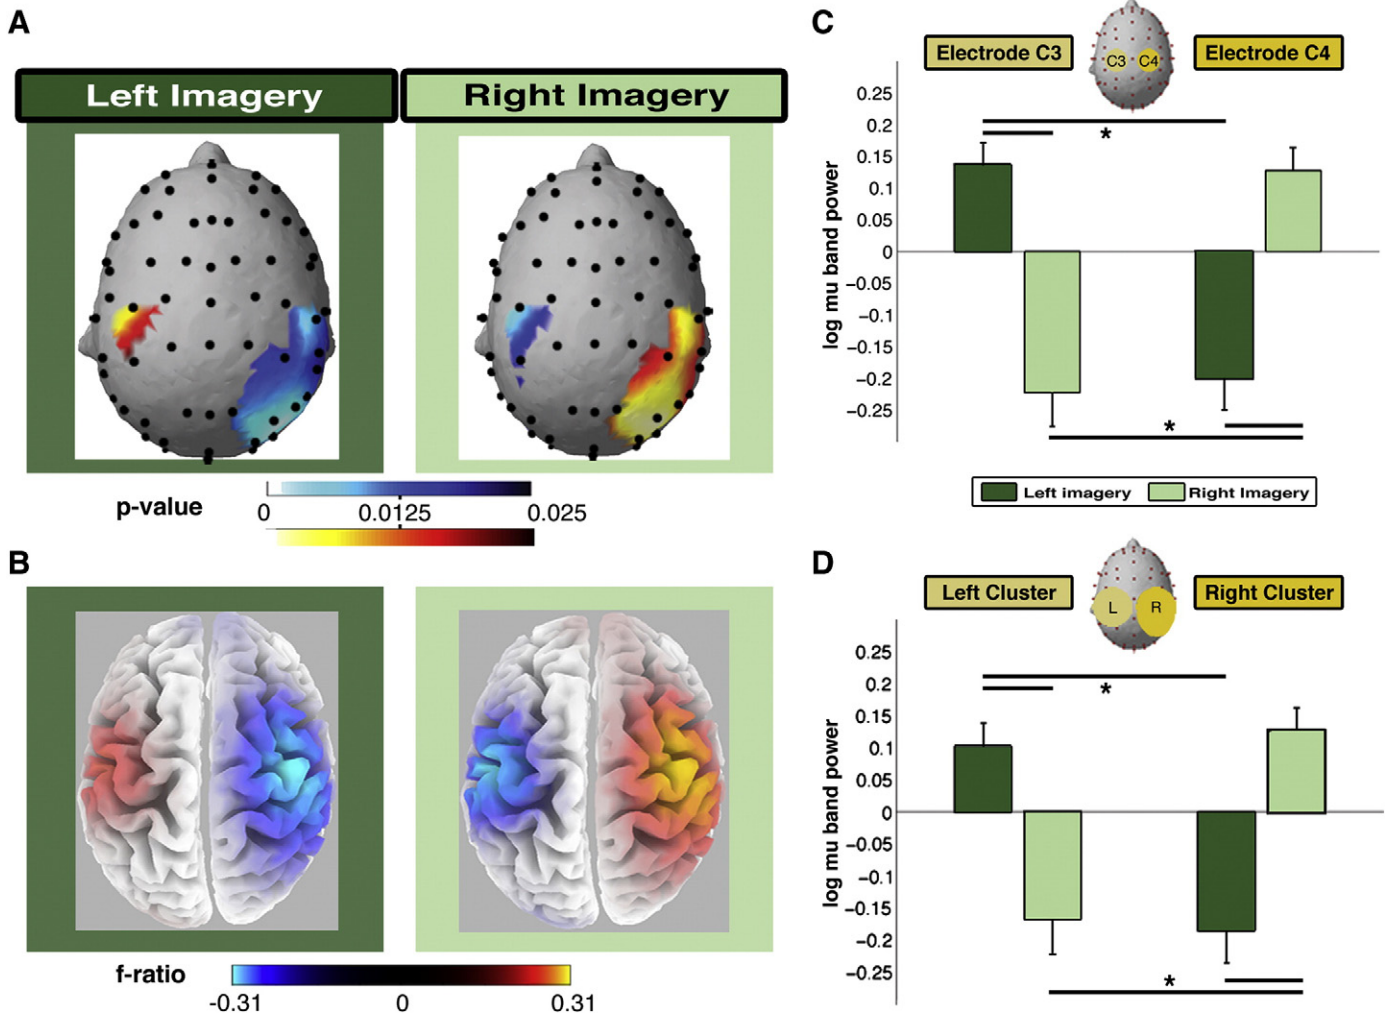 A
Left Imagery
Right Imagery
p-value
0
0.0125
0.025
B
f-ratio
-0.31
0
0.31
C
Electrode C3
C3
C4
Electrode C4
log mu band power
0.25
0.2
0.15
0.1
0.05
0
−0.05
−0.1
−0.15
−0.2
−0.25
*
*
Left imagery
Right Imagery
D
Left Cluster
L
R
Right Cluster
log mu band power
0.25
0.2
0.15
0.1
0.05
0
−0.05
−0.1
−0.15
−0.2
−0.25
*
*